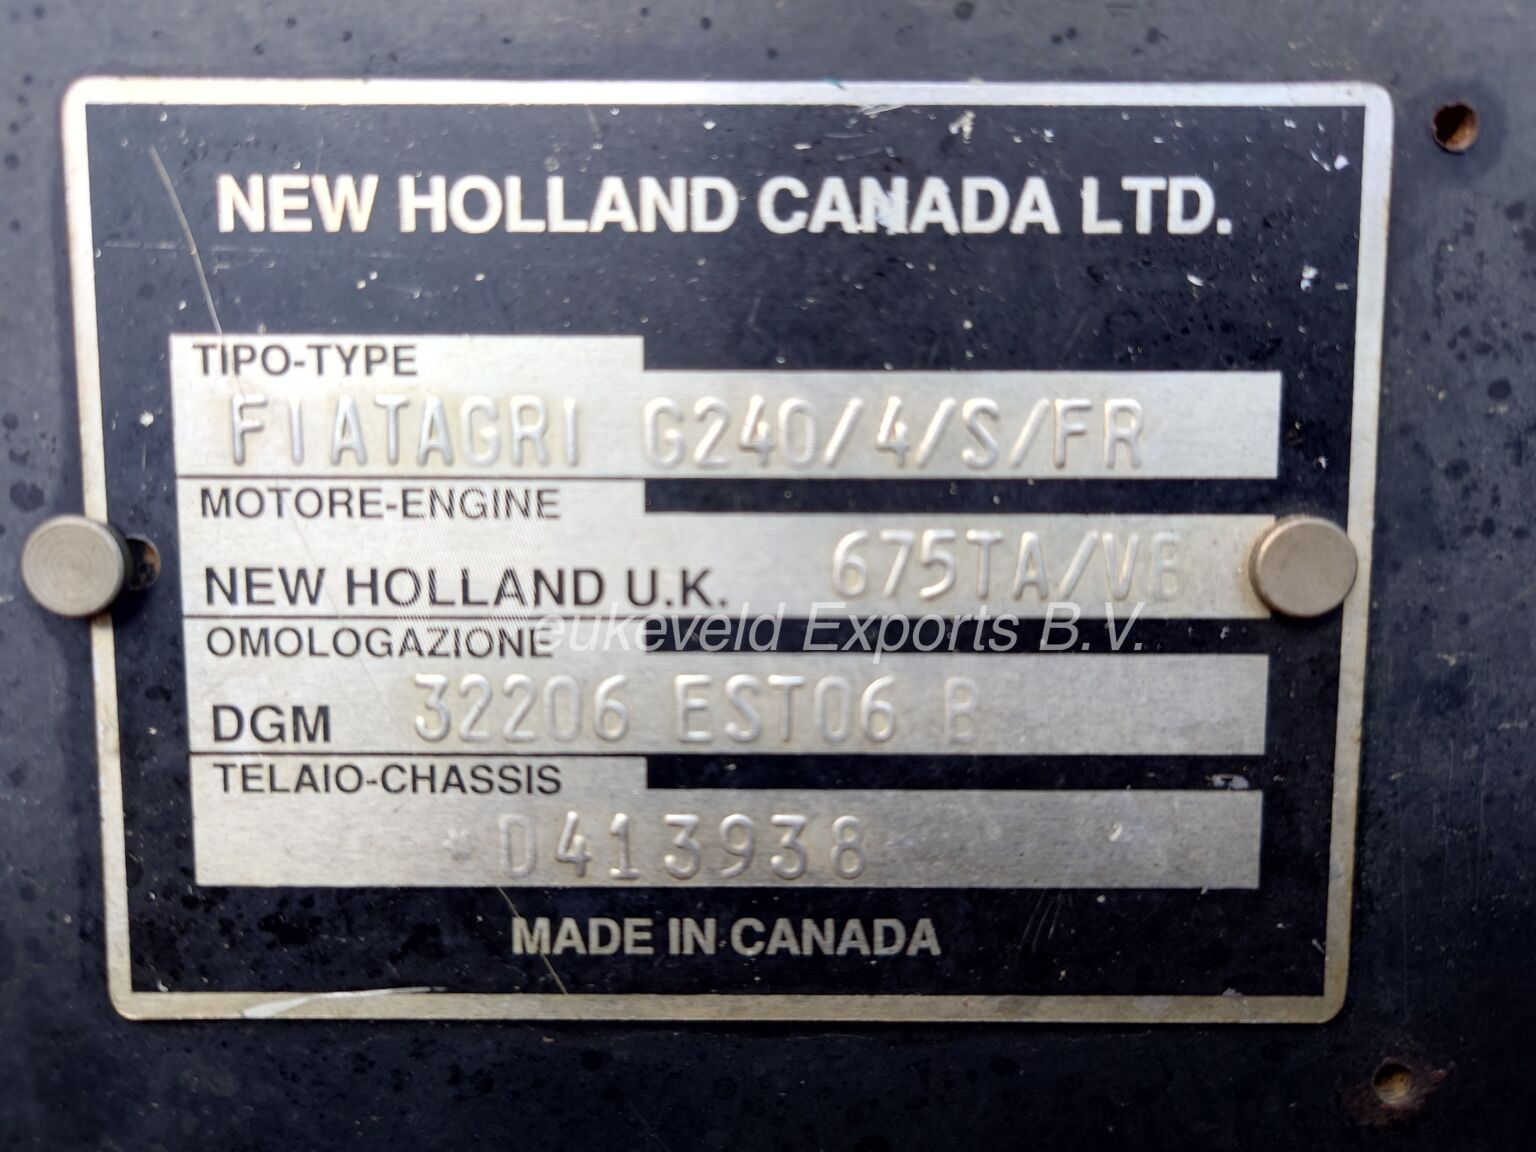 NEW HOLLAND CANADA LTD.
TIPO-TYPE
FIATAGRI G240/4/S/FR
MOTORE-ENGINE
NEW HOLLAND U.K. 675TA/VB
OMOLOGAZIONE
eukeveld Exports B.V.
DGM 32206 EST06 B
TELAIO-CHASSIS
D413938
MADE IN CANADA